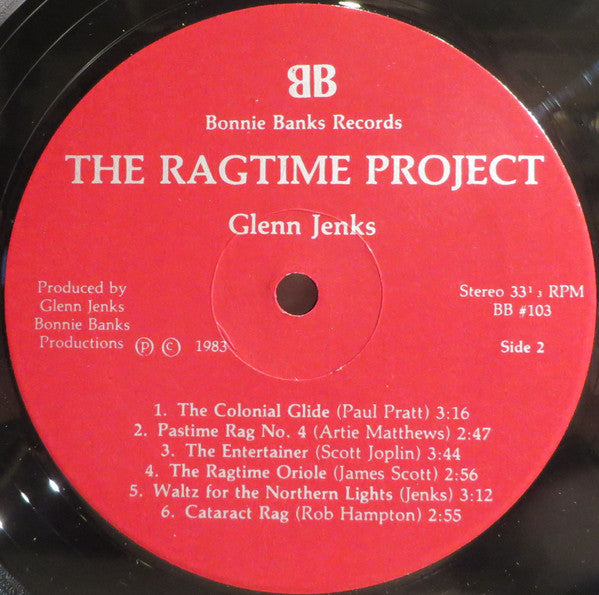 BB
Bonnie Banks Records
THE RAGTIME PROJECT
Glenn Jenks
Produced by
Glenn Jenks
Bonnie Banks
Productions ℗ © 1983
Stereo 33¹ ₃ RPM
BB #103
Side 2
1. The Colonial Glide (Paul Pratt) 3:16
2. Pastime Rag No. 4 (Artie Matthews) 2:47
3. The Entertainer (Scott Joplin) 3:44
4. The Ragtime Oriole (James Scott) 2:56
5. Waltz for the Northern Lights (Jenks) 3:12
6. Cataract Rag (Rob Hampton) 2:55